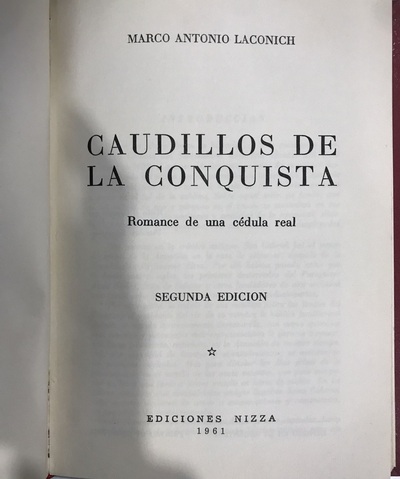 MARCO ANTONIO LACONICH
CAUDILLOS DE
LA CONQUISTA
Romance de una cédula real
SEGUNDA EDICION
EDICIONES NIZZA
1961